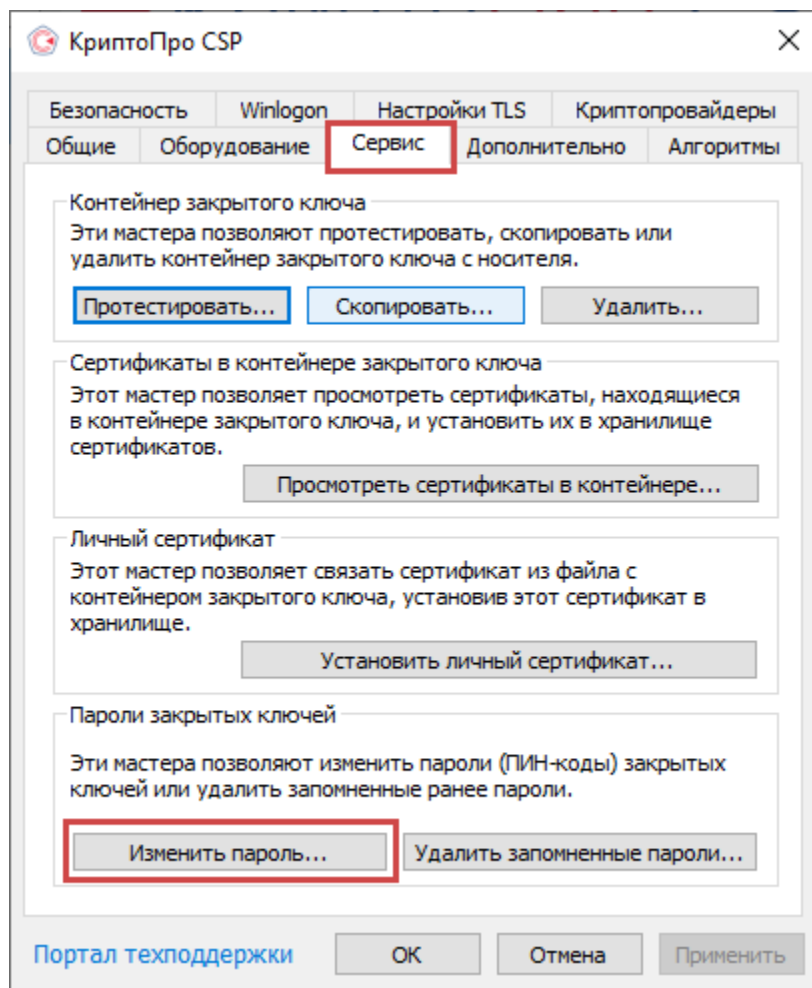 КриптоПро CSP
Безопасность Winlogon Настройки TLS Криптопровайдеры
Общие Оборудование Сервис Дополнительно Алгоритмы
Контейнер закрытого ключа
Эти мастера позволяют протестировать, скопировать или
удалить контейнер закрытого ключа с носителя.
Протестировать... Скопировать... Удалить...
Сертификаты в контейнере закрытого ключа
Этот мастер позволяет просмотреть сертификаты, находящиеся
в контейнере закрытого ключа, и установить их в хранилище
сертификатов.
Просмотреть сертификаты в контейнере...
Личный сертификат
Этот мастер позволяет связать сертификат из файла с
контейнером закрытого ключа, установив этот сертификат в
хранилище.
Установить личный сертификат...
Пароли закрытых ключей
Эти мастера позволяют изменить пароли (ПИН-коды) закрытых
ключей или удалить запомненные ранее пароли.
Изменить пароль... Удалить запомненные пароли...
Портал техподдержки ОК Отмена Применить